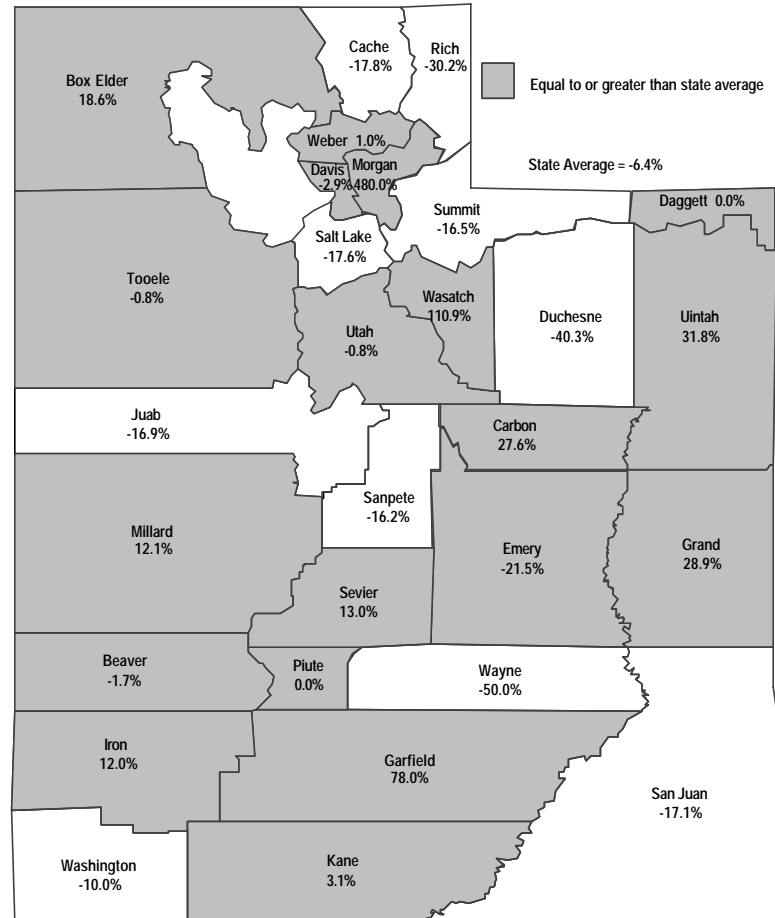 Cache
-17.8%
Rich
-30.2%
Box Elder
18.6%
Equal to or greater than state average
Weber 1.0%
State Average = -6.4%
Davis
-2.9%
Morgan
480.0%
Daggett 0.0%
Summit
-16.5%
Salt Lake
-17.6%
Tooele
-0.8%
Wasatch
110.9%
Duchesne
-40.3%
Uintah
31.8%
Utah
-0.8%
Juab
-16.9%
Carbon
27.6%
Sanpete
-16.2%
Millard
12.1%
Emery
-21.5%
Grand
28.9%
Sevier
13.0%
Beaver
-1.7%
Piute
0.0%
Wayne
-50.0%
Iron
12.0%
Garfield
78.0%
San Juan
-17.1%
Washington
-10.0%
Kane
3.1%